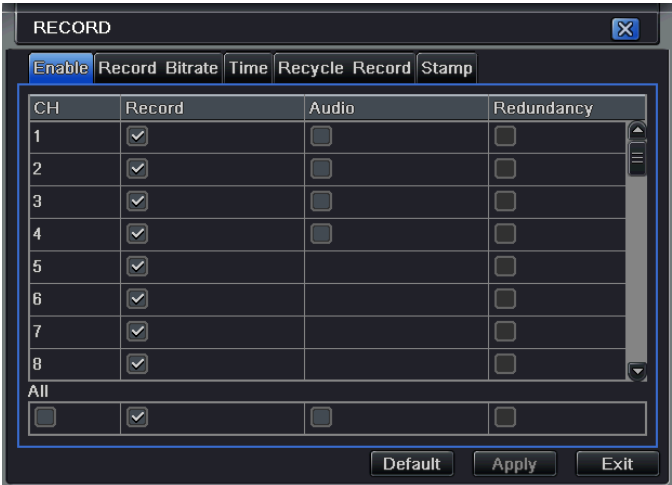 RECORD
Enable Record Bitrate Time Recycle Record Stamp
CH Record Audio Redundancy
1
2
3
4
5
6
7
8
All
Default Apply Exit